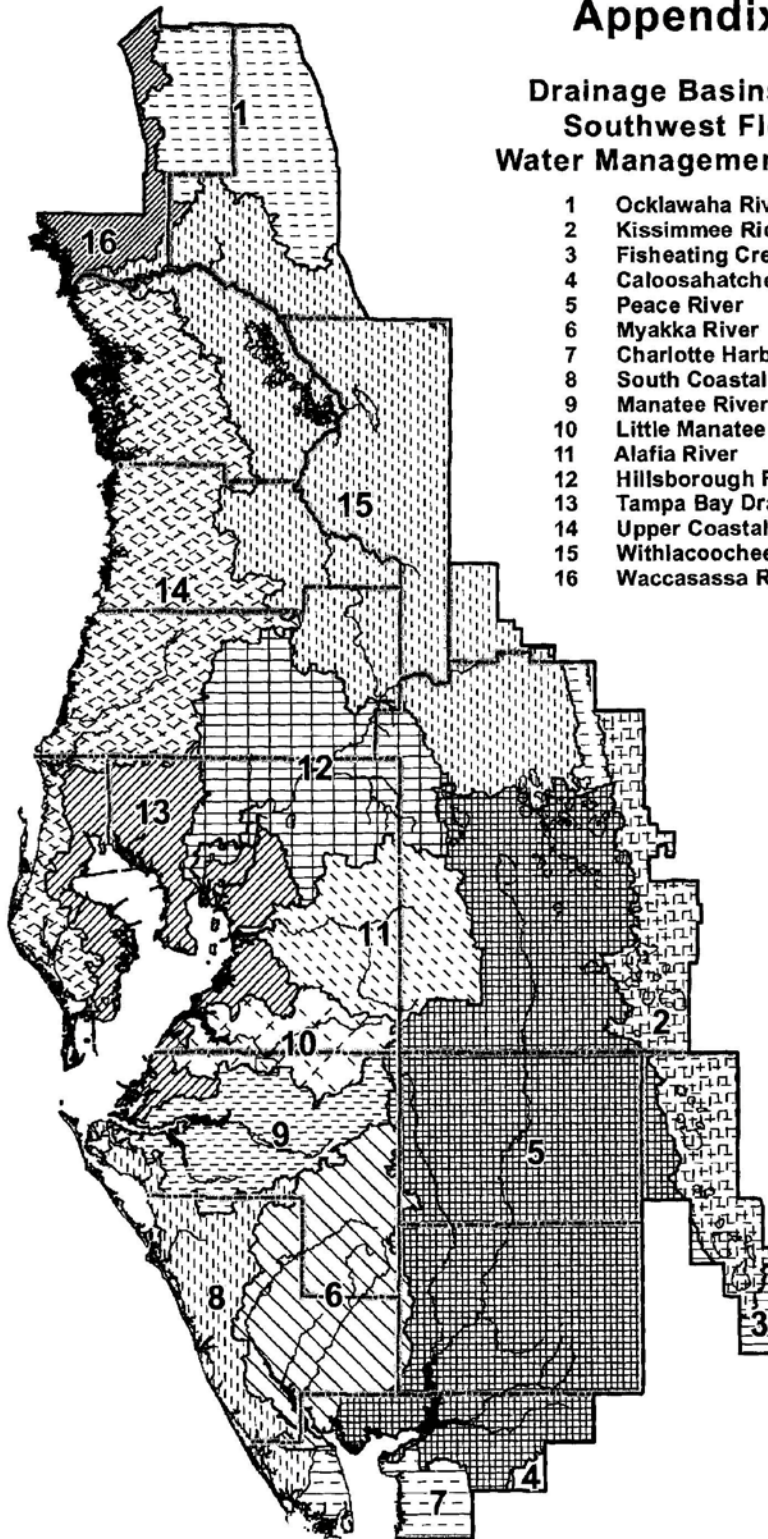 Appendix
Drainage Basins
Southwest Flo
Water Managemen
1 Ocklawaha Riv
2 Kissimmee Rid
3 Fisheating Cre
4 Caloosahatche
5 Peace River
6 Myakka River
7 Charlotte Harb
8 South Coastal
9 Manatee River
10 Little Manatee
11 Alafia River
12 Hillsborough R
13 Tampa Bay Dra
14 Upper Coastal
15 Withlacoochee
16 Waccasassa R
1
16
15
14
12
13
11
2
10
9
5
8
6
3
4
7